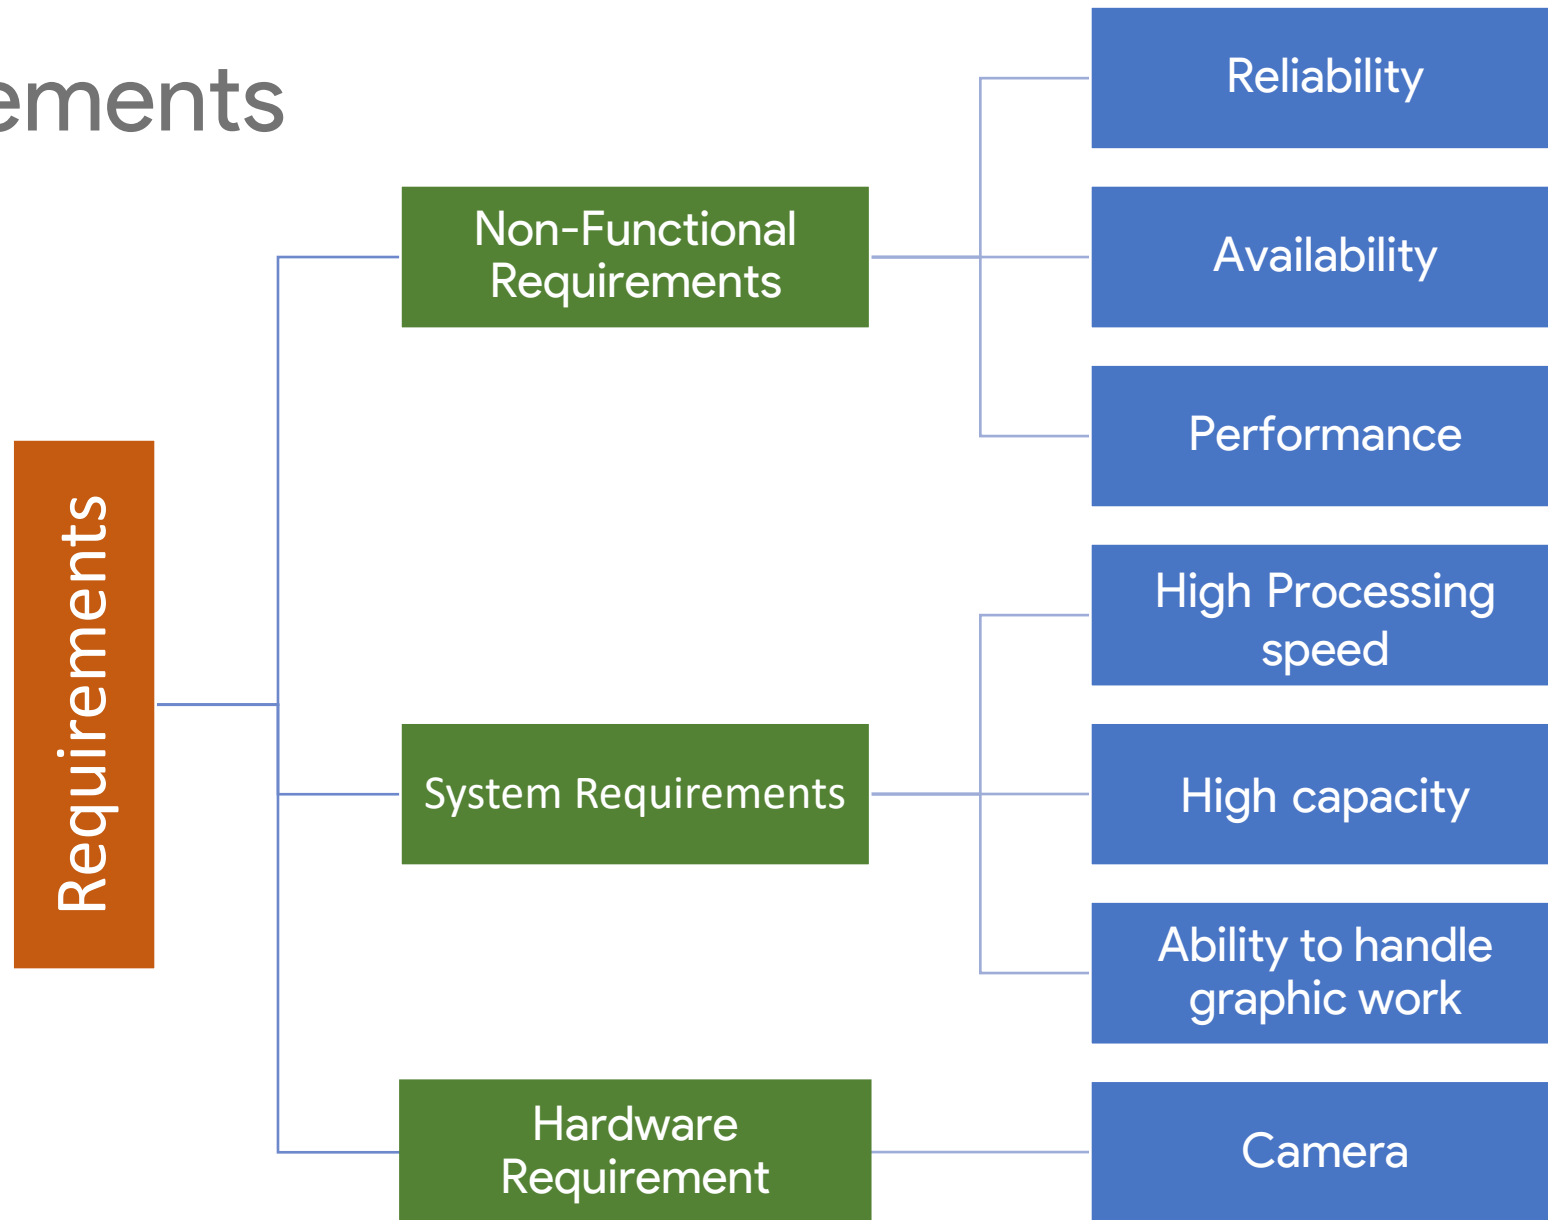 ements
Requirements
Non-Functional
Requirements
Reliability
Availability
Performance
System Requirements
High Processing
speed
High capacity
Ability to handle
graphic work
Hardware
Requirement
Camera